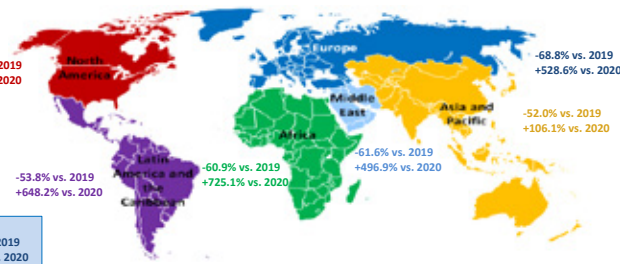 Europe
North
America
2019
2020
-68.8% vs. 2019
+528.6% vs. 2020
Middle
East
Asia and
Pacific
-52.0% vs. 2019
+106.1% vs. 2020
Africa
-61.6% vs. 2019
+496.9% vs. 2020
Latin
America and
the
Caribbean
-60.9% vs. 2019
+725.1% vs. 2020
-53.8% vs. 2019
+648.2% vs. 2020
2019
. 2020